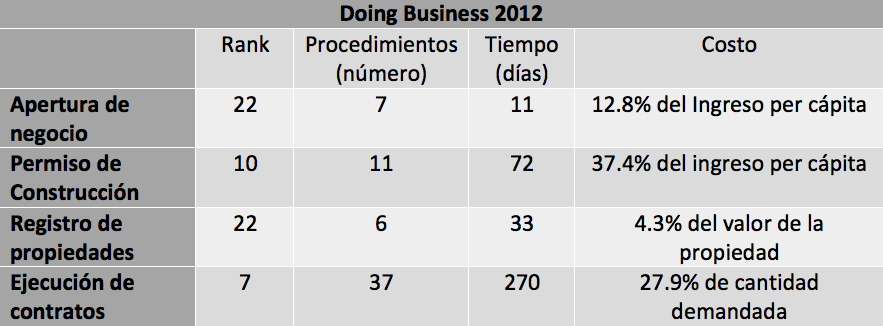 Doing Business 2012
Rank Procedimientos (número) Tiempo (días) Costo
Apertura de negocio 22 7 11 12.8% del Ingreso per cápita
Permiso de Construcción 10 11 72 37.4% del ingreso per cápita
Registro de propiedades 22 6 33 4.3% del valor de la propiedad
Ejecución de contratos 7 37 270 27.9% de cantidad demandada